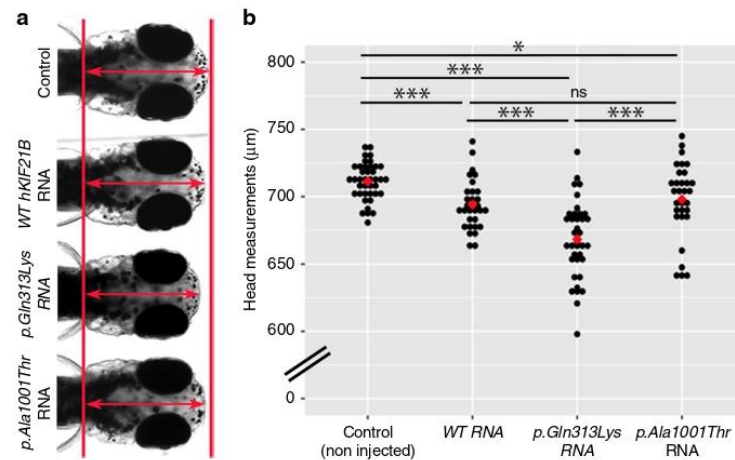 a
Control
WT hKIF21B
RNA
p.Gln313Lys
RNA
p.Ala1001Thr
RNA
b
Head measurements (µm)
800
750
700
650
600
0
*
***
*** ns
*** ***
Control
(non injected)
WT RNA
p.Gln313Lys
RNA
p.Ala1001Thr
RNA